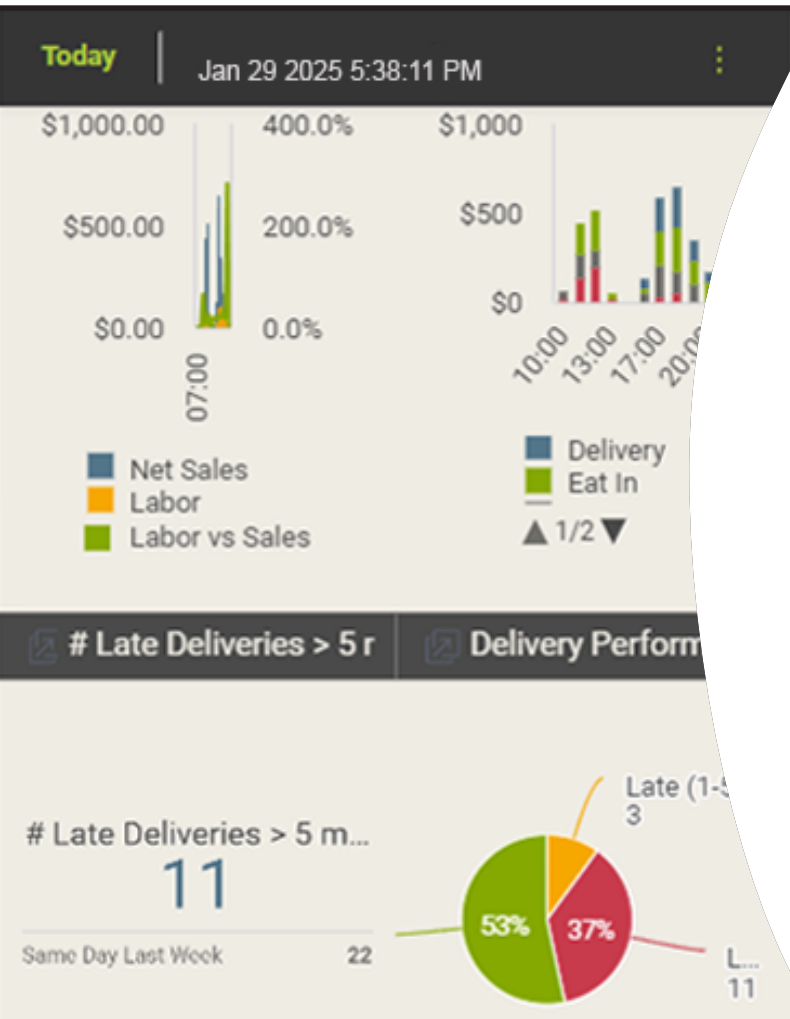 Today
Jan 29 2025 5:38:11 PM
$1,000.00
$500.00
$0.00
400.0%
200.0%
0.0%
07:00
Net Sales
Labor
Labor vs Sales
$1,000
$500
$0
10:00
13:00
17:00
20:00
Delivery
Eat In
1/2
# Late Deliveries > 5 r
Delivery Perform
# Late Deliveries > 5 m...
11
Same Day Last Week 22
Late (1-5
3
53%
37%
L...
11